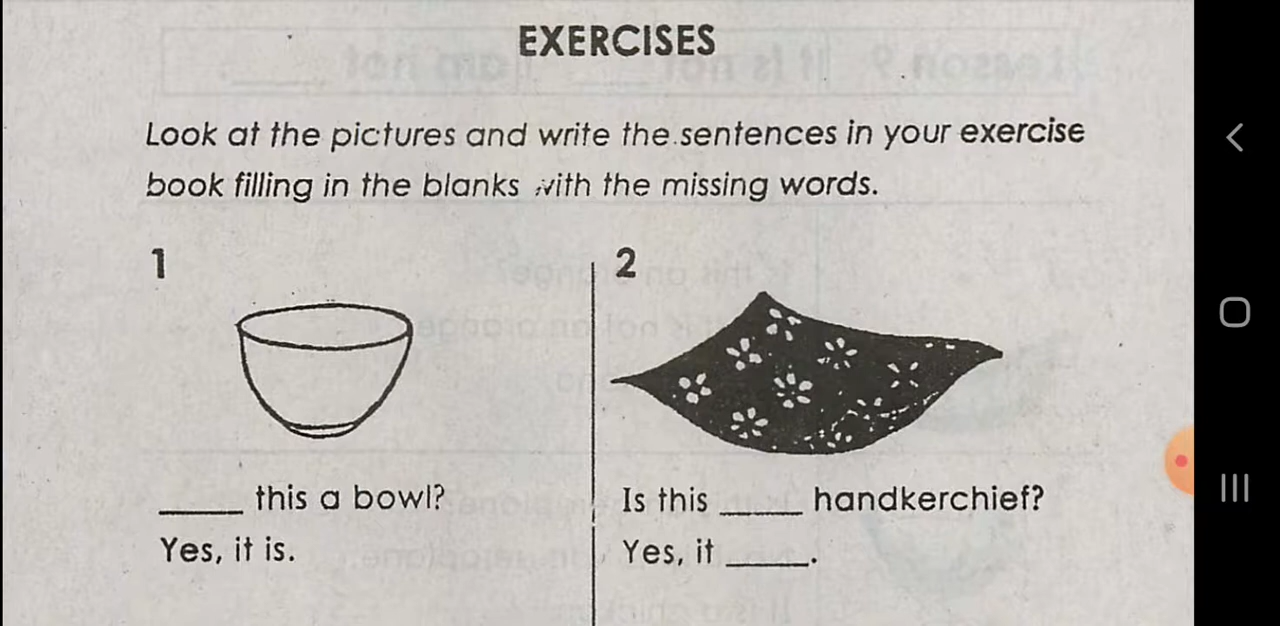 EXERCISES
Look at the pictures and write the sentences in your exercise
book filling in the blanks with the missing words.
1
_____ this a bowl?
Yes, it is.
2
Is this _____ handkerchief?
Yes, it _____.